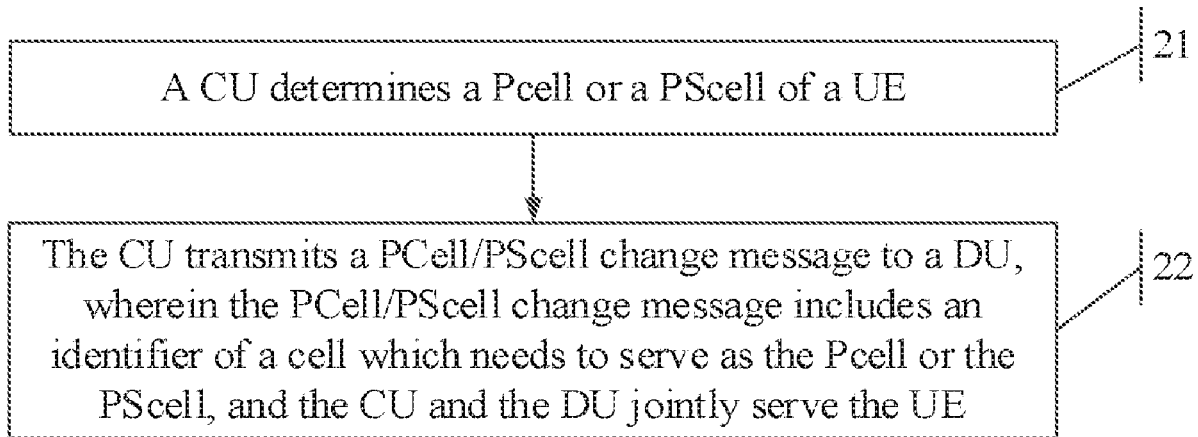 A CU determines a Pcell or a PScell of a UE
21
The CU transmits a PCell/PScell change message to a DU,
wherein the PCell/PScell change message includes an
identifier of a cell which needs to serve as the Pcell or the
PScell, and the CU and the DU jointly serve the UE
22